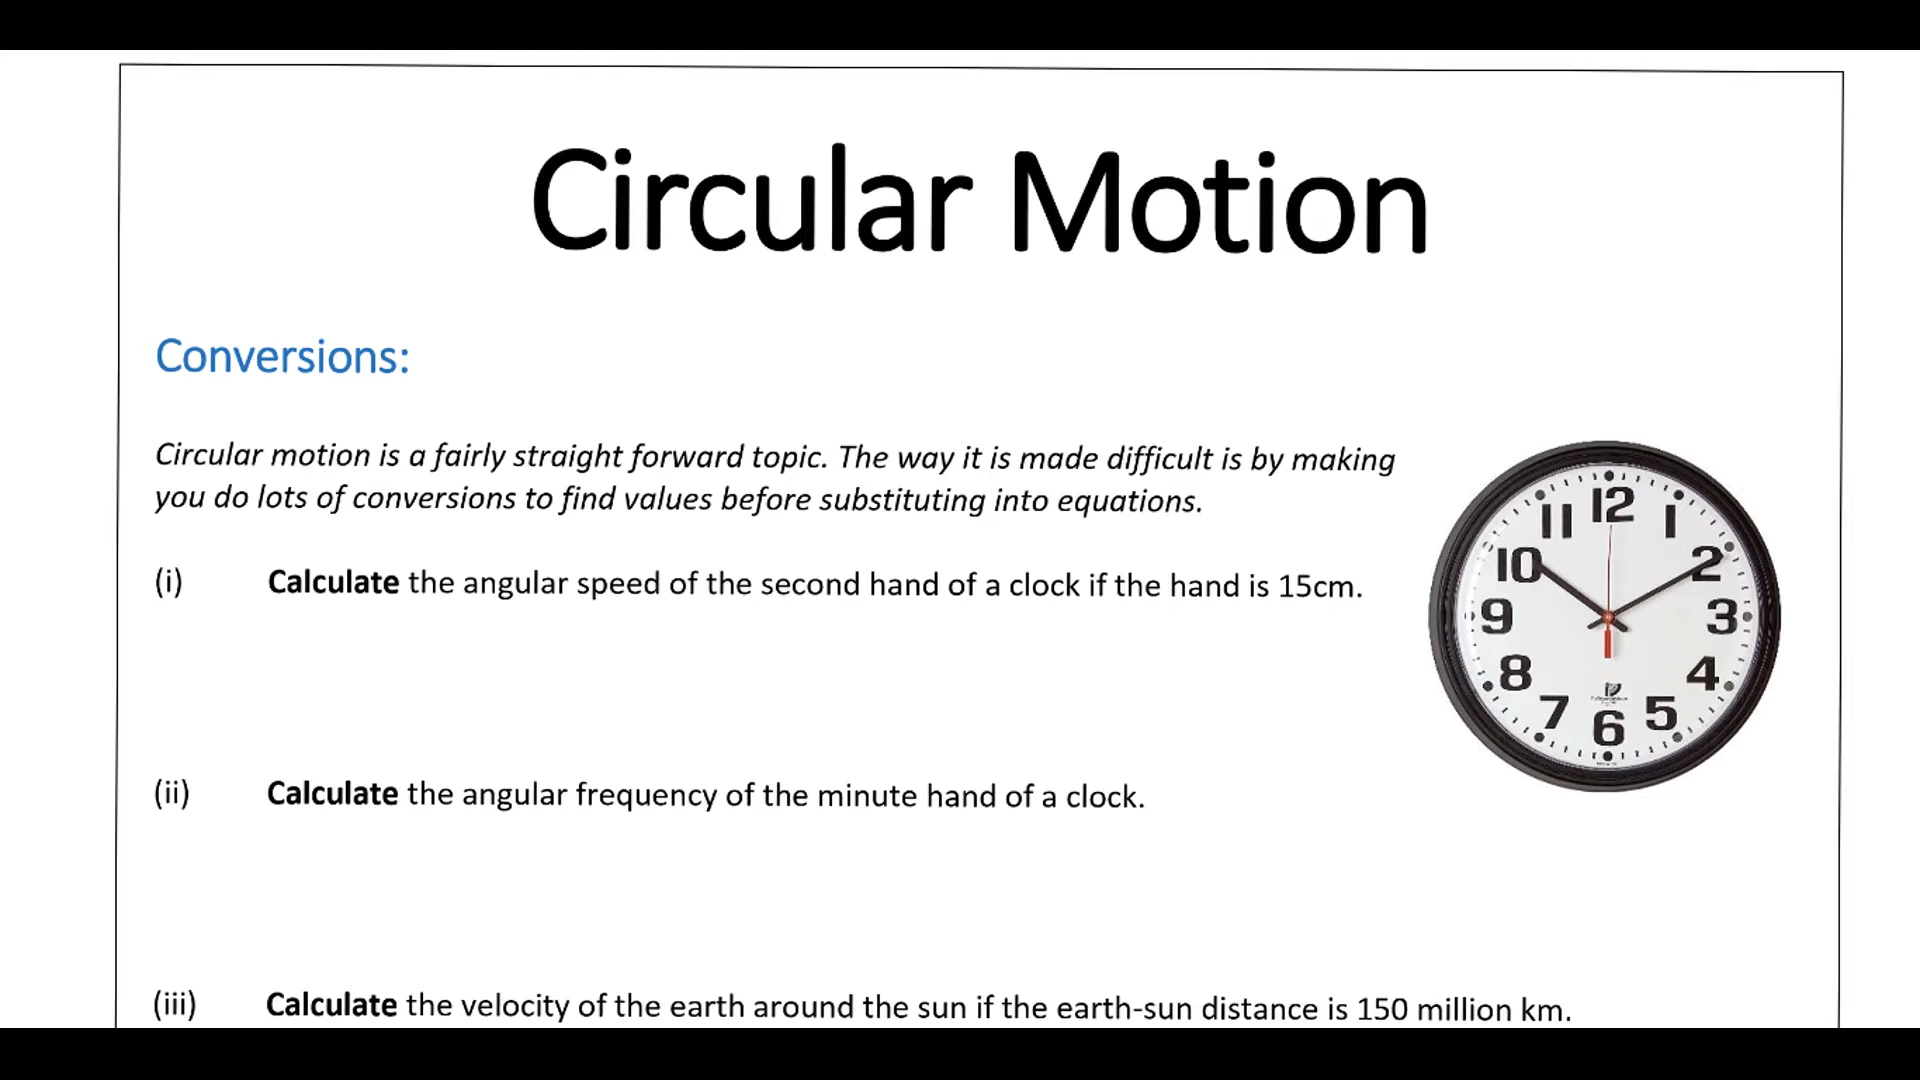 Circular Motion
Conversions:
Circular motion is a fairly straight forward topic. The way it is made difficult is by making
you do lots of conversions to find values before substituting into equations.
(i) Calculate the angular speed of the second hand of a clock if the hand is 15cm.
12
11 1
10 2
9 3
8 4
7 5
6
(ii) Calculate the angular frequency of the minute hand of a clock.
(iii) Calculate the velocity of the earth around the sun if the earth-sun distance is 150 million km.